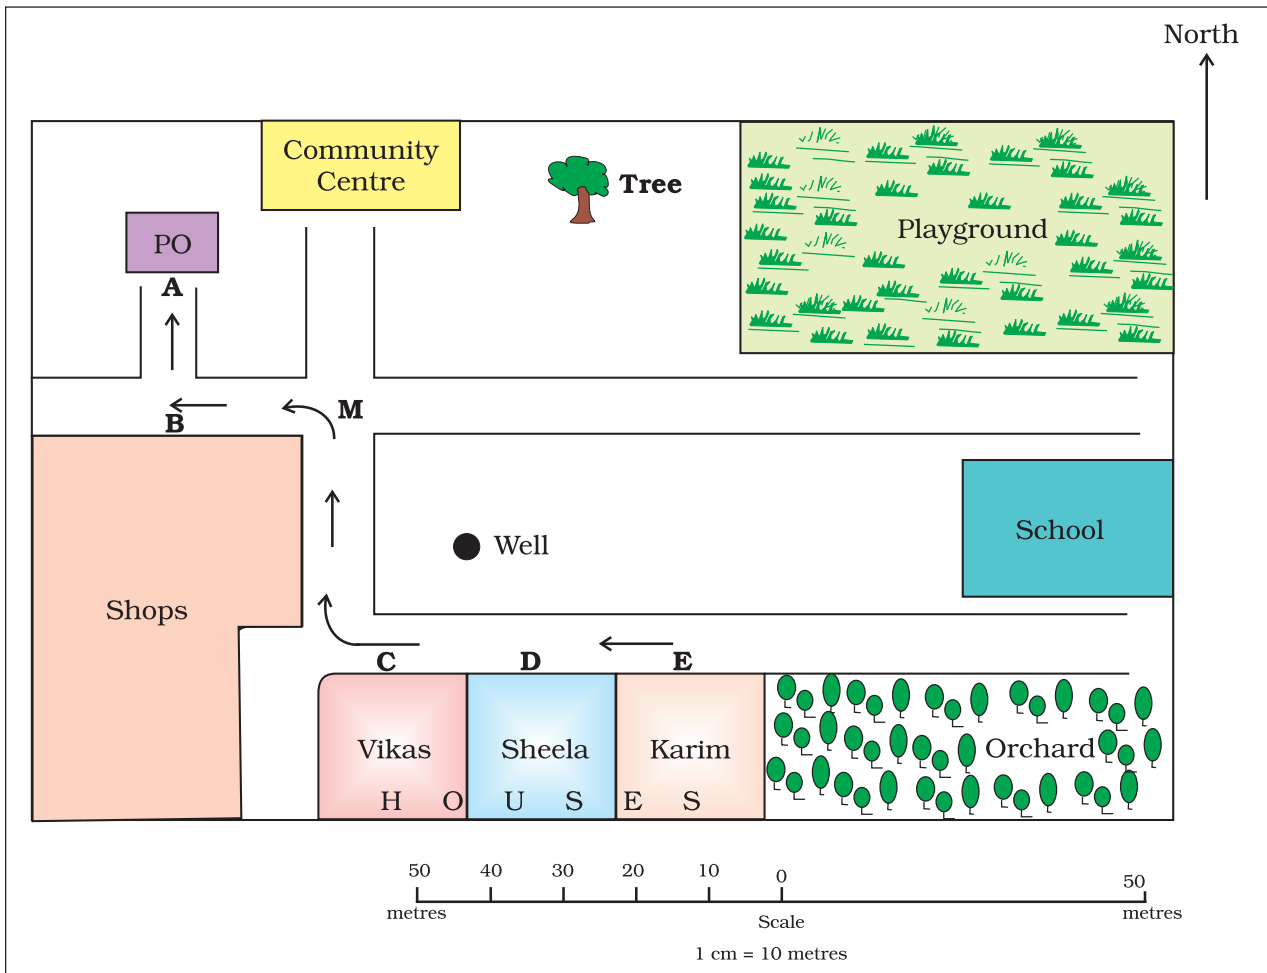 North
Community
Centre
Tree
PO
Playground
A
M
B
School
Well
Shops
C D E
Vikas Sheela Karim Orchard
H O U S E S
50 40 30 20 10 0 50
metres metres
Scale
1 cm = 10 metres